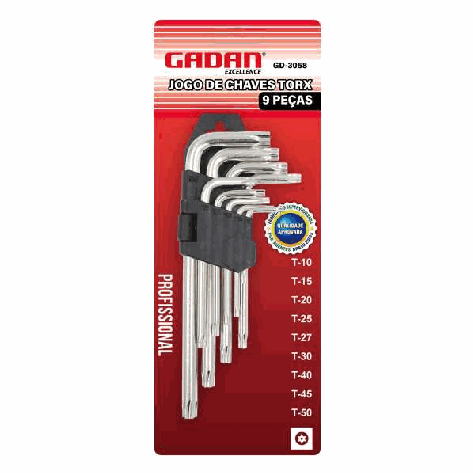 GADAN®
EXCELLENCE
GD-3058
JOGO DE CHAVES TORX
9 PEÇAS
QUALIDADE
APROVADA
T-10
T-15
T-20
T-25
T-27
T-30
T-40
T-45
T-50
PROFISSIONAL